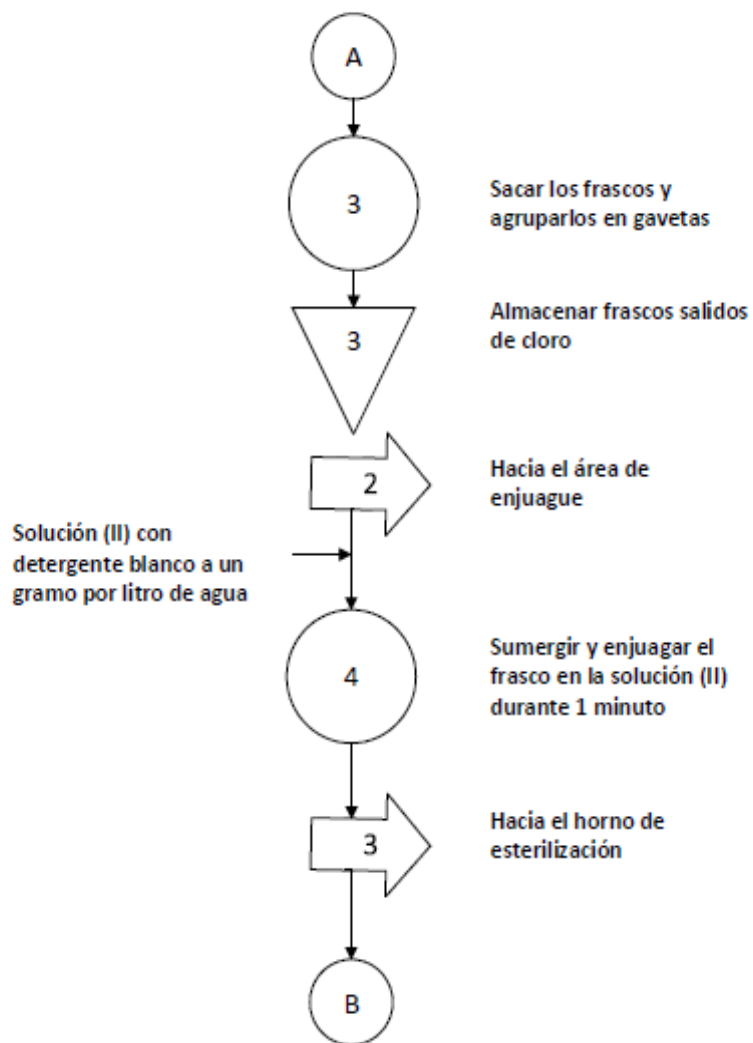 A
3
Sacar los frascos y
agruparlos en gavetas
3
Almacenar frascos salidos
de cloro
2
Hacia el área de
enjuague
Solución (II) con
detergente blanco a un
gramo por litro de agua
4
Sumergir y enjuagar el
frasco en la solución (II)
durante 1 minuto
3
Hacia el horno de
esterilización
B